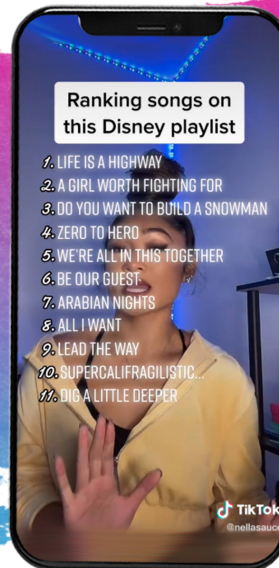 Ranking songs on
this Disney playlist
1. LIFE IS A HIGHWAY
2. A GIRL WORTH FIGHTING FOR
3. DO YOU WANT TO BUILD A SNOWMAN
4. ZERO TO HERO
5. WE'RE ALL IN THIS TOGETHER
6. BE OUR GUEST
7. ARABIAN NIGHTS
8. ALL I WANT
9. LEAD THE WAY
10. SUPERCALIFRAGILISTIC...
11. DIG A LITTLE DEEPER
TikTok
@nellasauce